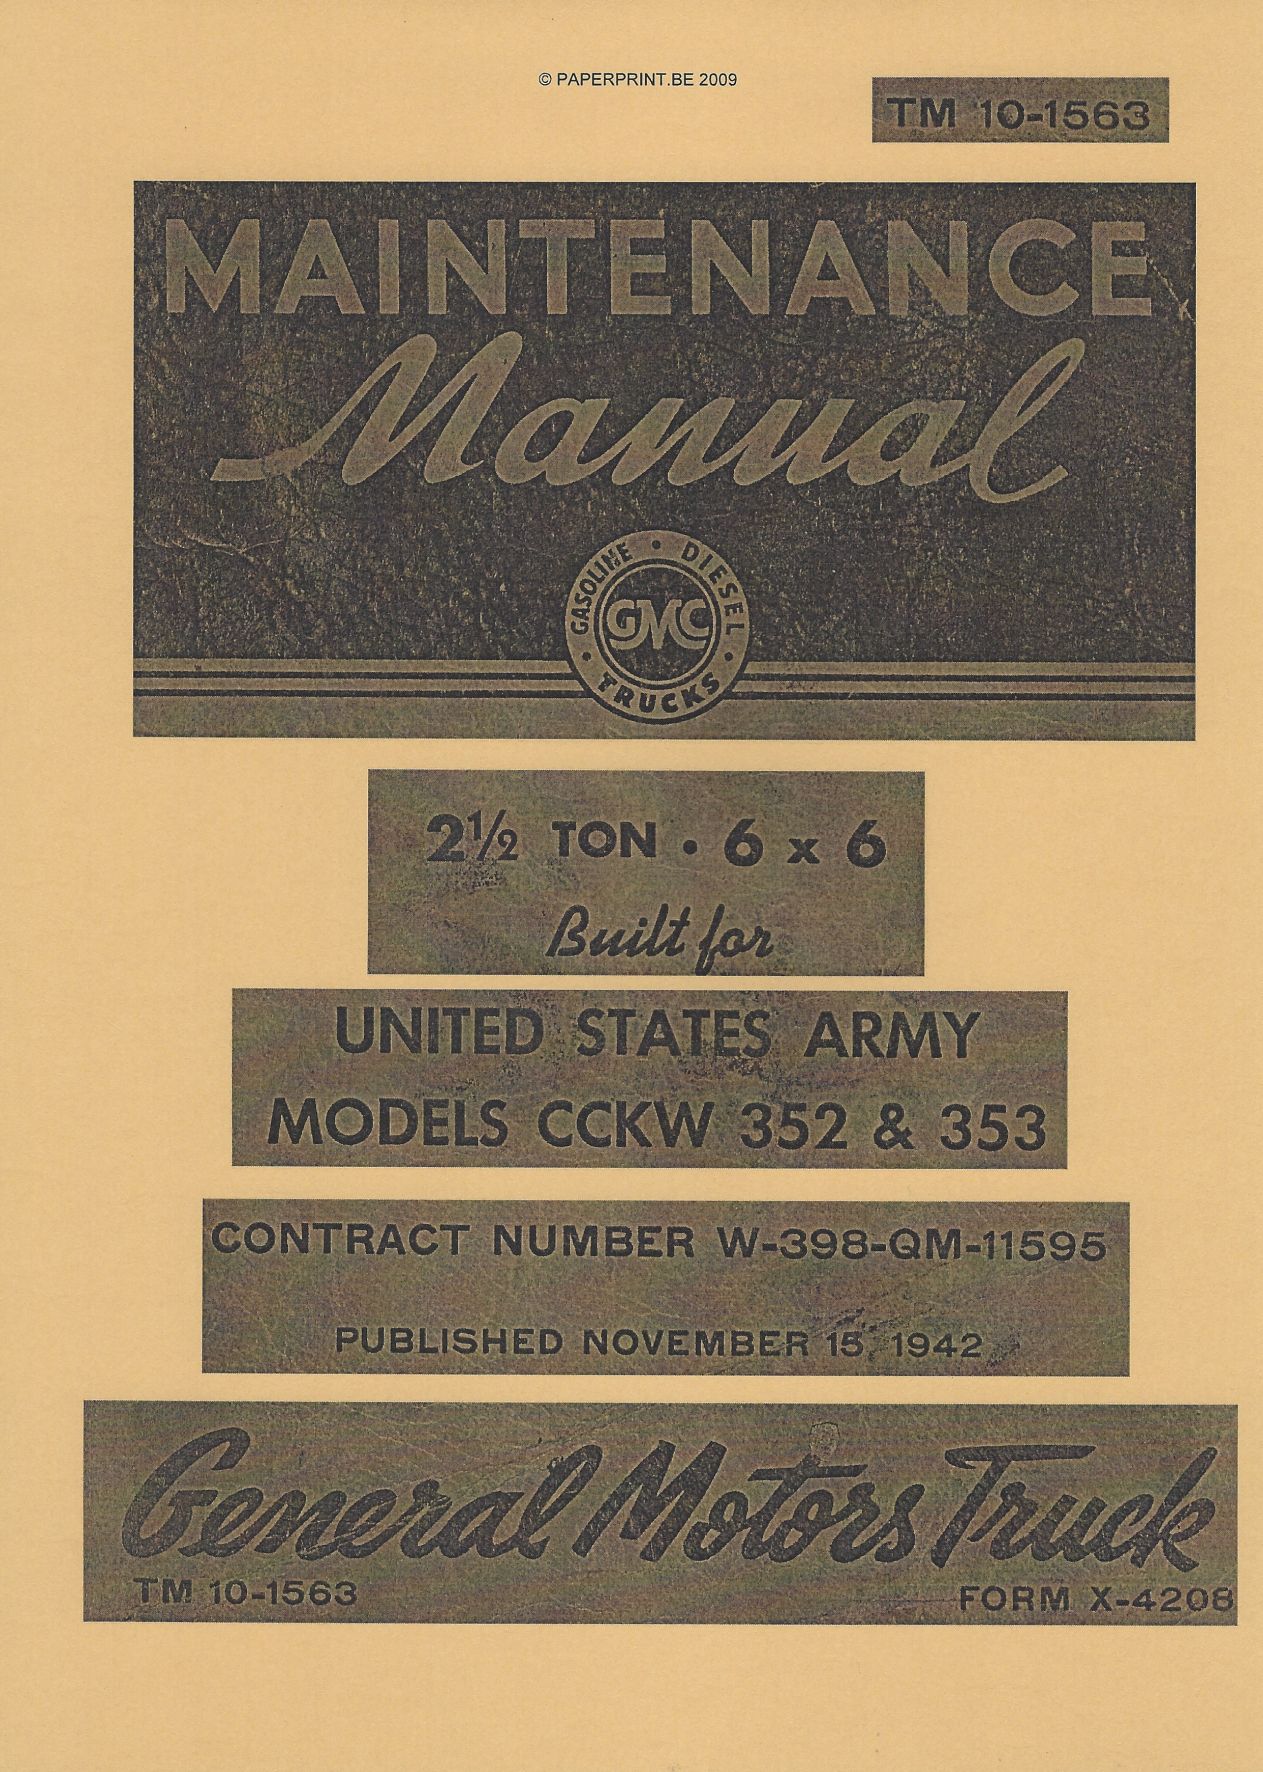 © PAPERPRINT.BE 2009
TM 10-1563
MAINTENANCE
Manual
GASOLINE • DIESEL
GMC
• TRUCKS •
2½ TON • 6 x 6
Built for
UNITED STATES ARMY
MODELS CCKW 352 & 353
CONTRACT NUMBER W-398-QM-11595
PUBLISHED NOVEMBER 15, 1942
General Motors Truck
TM 10-1563
FORM X-4208